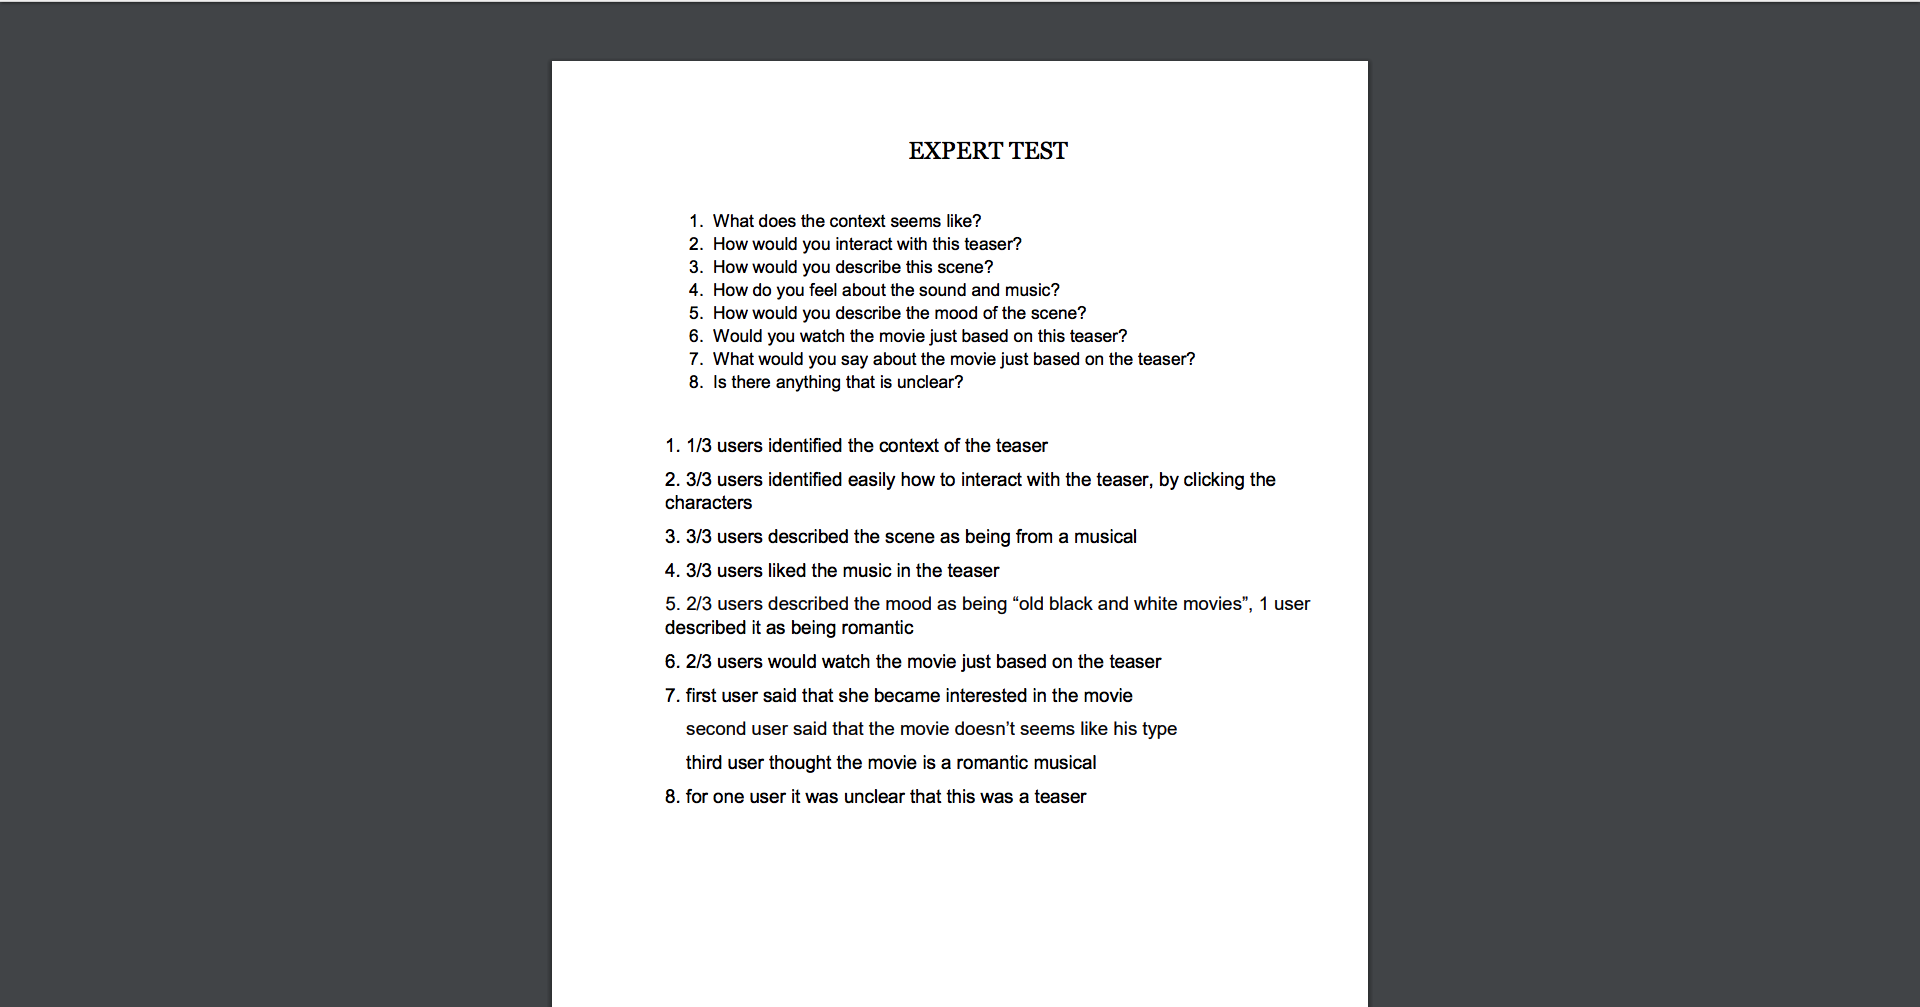 EXPERT TEST
1. What does the context seems like?
2. How would you interact with this teaser?
3. How would you describe this scene?
4. How do you feel about the sound and music?
5. How would you describe the mood of the scene?
6. Would you watch the movie just based on this teaser?
7. What would you say about the movie just based on the teaser?
8. Is there anything that is unclear?
1. 1/3 users identified the context of the teaser
2. 3/3 users identified easily how to interact with the teaser, by clicking the
characters
3. 3/3 users described the scene as being from a musical
4. 3/3 users liked the music in the teaser
5. 2/3 users described the mood as being “old black and white movies”, 1 user
described it as being romantic
6. 2/3 users would watch the movie just based on the teaser
7. first user said that she became interested in the movie
second user said that the movie doesn’t seems like his type
third user thought the movie is a romantic musical
8. for one user it was unclear that this was a teaser